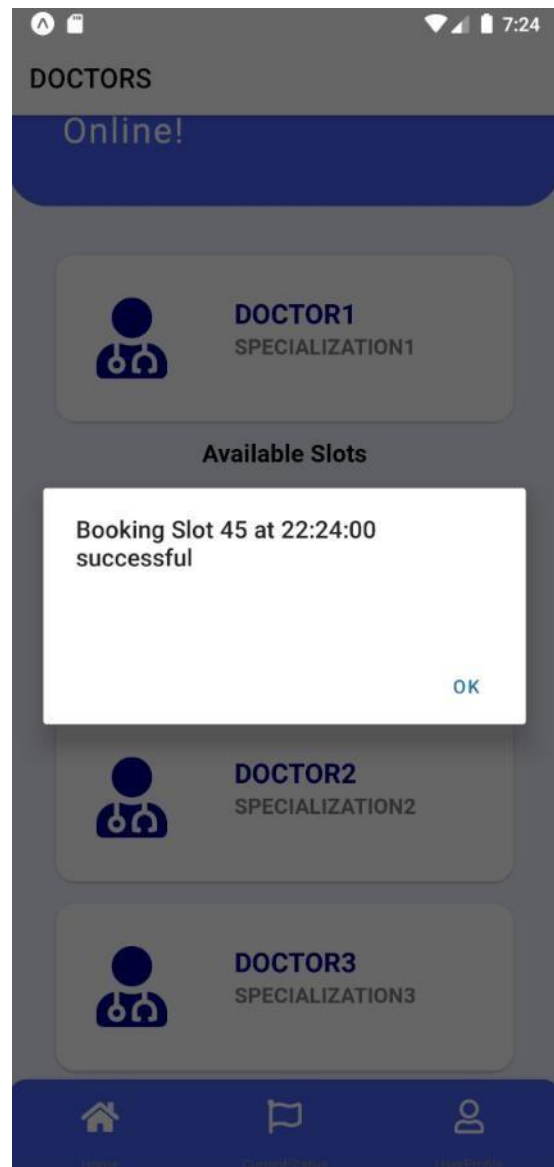 7:24
DOCTORS
Online!
DOCTOR1
SPECIALIZATION1
Available Slots
Booking Slot 45 at 22:24:00
successful
OK
DOCTOR2
SPECIALIZATION2
DOCTOR3
SPECIALIZATION3